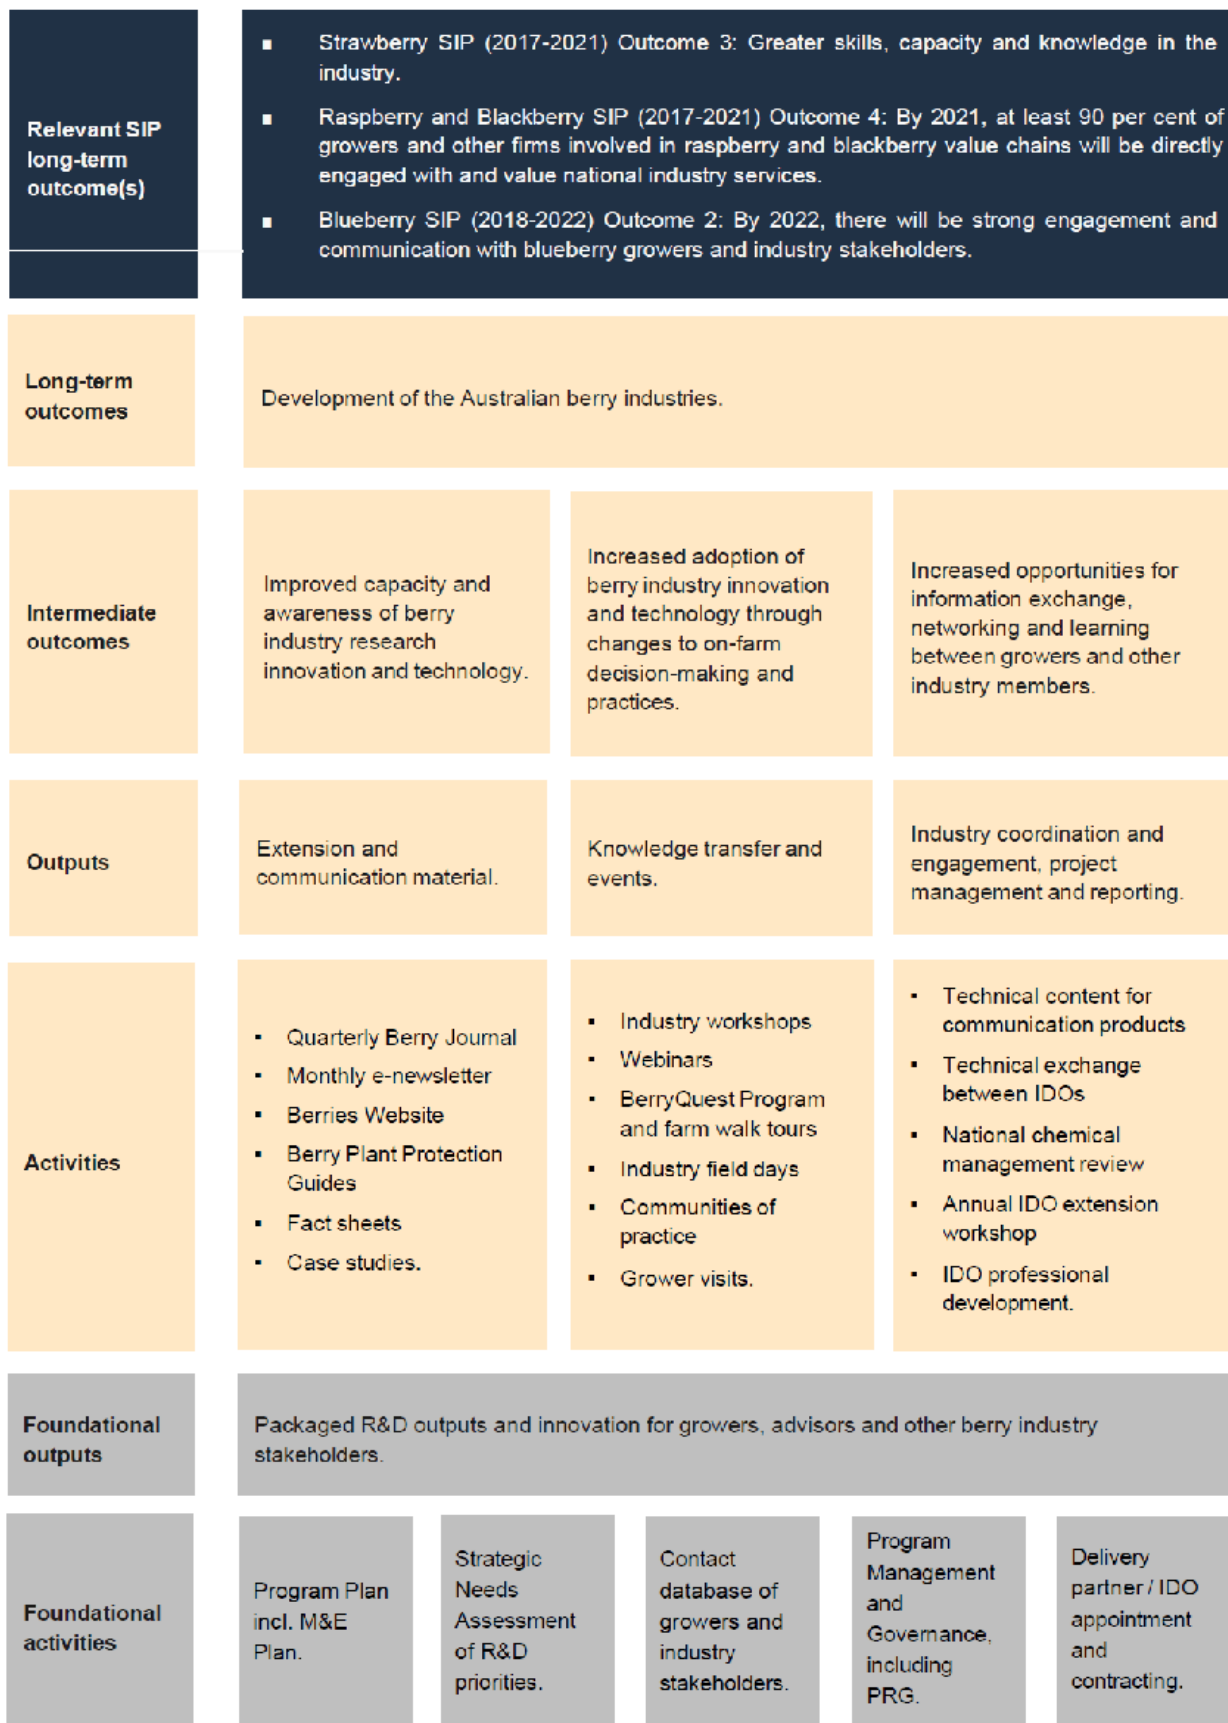 Relevant SIP
long-term
outcome(s)
▪ Strawberry SIP (2017-2021) Outcome 3: Greater skills, capacity and knowledge in the
industry.
▪ Raspberry and Blackberry SIP (2017-2021) Outcome 4: By 2021, at least 90 per cent of
growers and other firms involved in raspberry and blackberry value chains will be directly
engaged with and value national industry services.
▪ Blueberry SIP (2018-2022) Outcome 2: By 2022, there will be strong engagement and
communication with blueberry growers and industry stakeholders.
Long-term
outcomes
Development of the Australian berry industries.
Intermediate
outcomes
Improved capacity and
awareness of berry
industry research
innovation and technology.
Increased adoption of
berry industry innovation
and technology through
changes to on-farm
decision-making and
practices.
Increased opportunities for
information exchange,
networking and learning
between growers and other
industry members.
Outputs
Extension and
communication material.
Knowledge transfer and
events.
Industry coordination and
engagement, project
management and reporting.
Activities
▪ Quarterly Berry Journal
▪ Monthly e-newsletter
▪ Berries Website
▪ Berry Plant Protection
Guides
▪ Fact sheets
▪ Case studies.
▪ Industry workshops
▪ Webinars
▪ BerryQuest Program
and farm walk tours
▪ Industry field days
▪ Communities of
practice
▪ Grower visits.
▪ Technical content for
communication products
▪ Technical exchange
between IDOs
▪ National chemical
management review
▪ Annual IDO extension
workshop
▪ IDO professional
development.
Foundational
outputs
Packaged R&D outputs and innovation for growers, advisors and other berry industry
stakeholders.
Foundational
activities
Program Plan
incl. M&E
Plan.
Strategic
Needs
Assessment
of R&D
priorities.
Contact
database of
growers and
industry
stakeholders.
Program
Management
and
Governance,
including
PRG.
Delivery
partner / IDO
appointment
and
contracting.